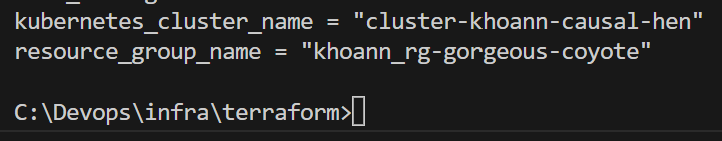 kubernetes_cluster_name = "cluster-khoann-causal-hen"
resource_group_name = "khoann_rg-gorgeous-coyote"
C:\Devops\infra\terraform>